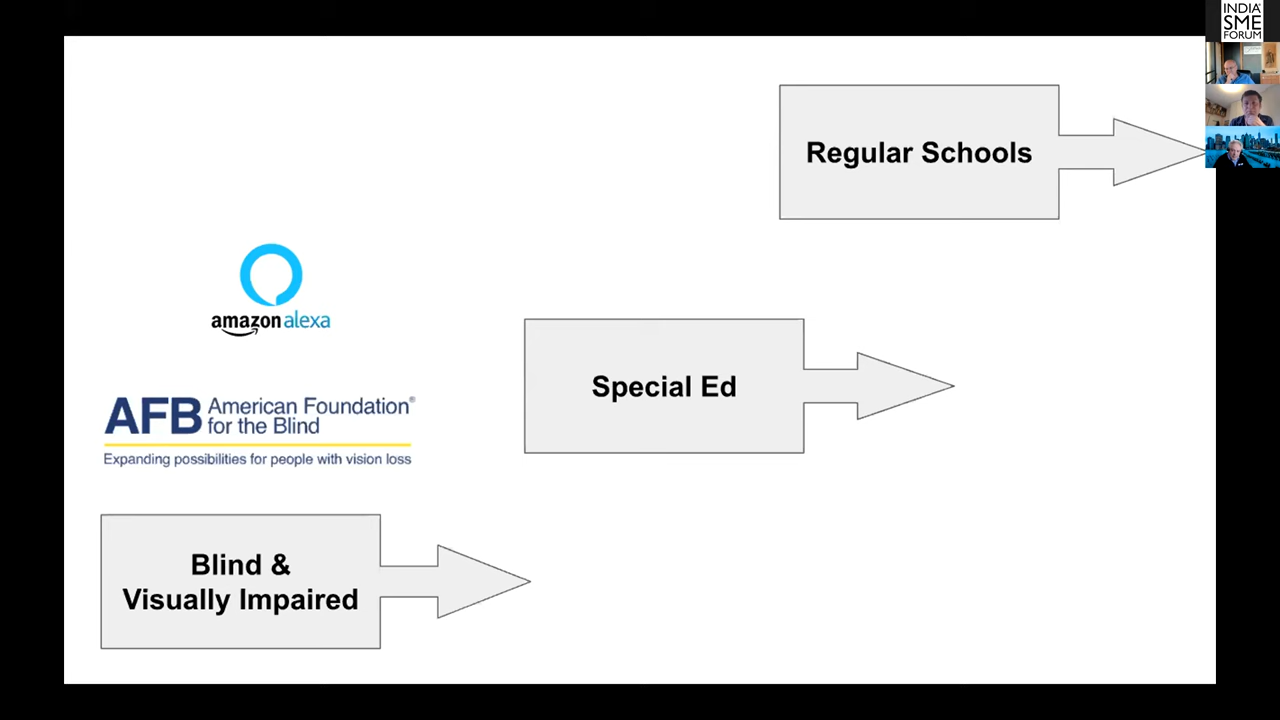 INDIA
SME
FORUM
Regular Schools
amazon alexa
Special Ed
AFB American Foundation®
for the Blind
Expanding possibilities for people with vision loss
Blind &
Visually Impaired